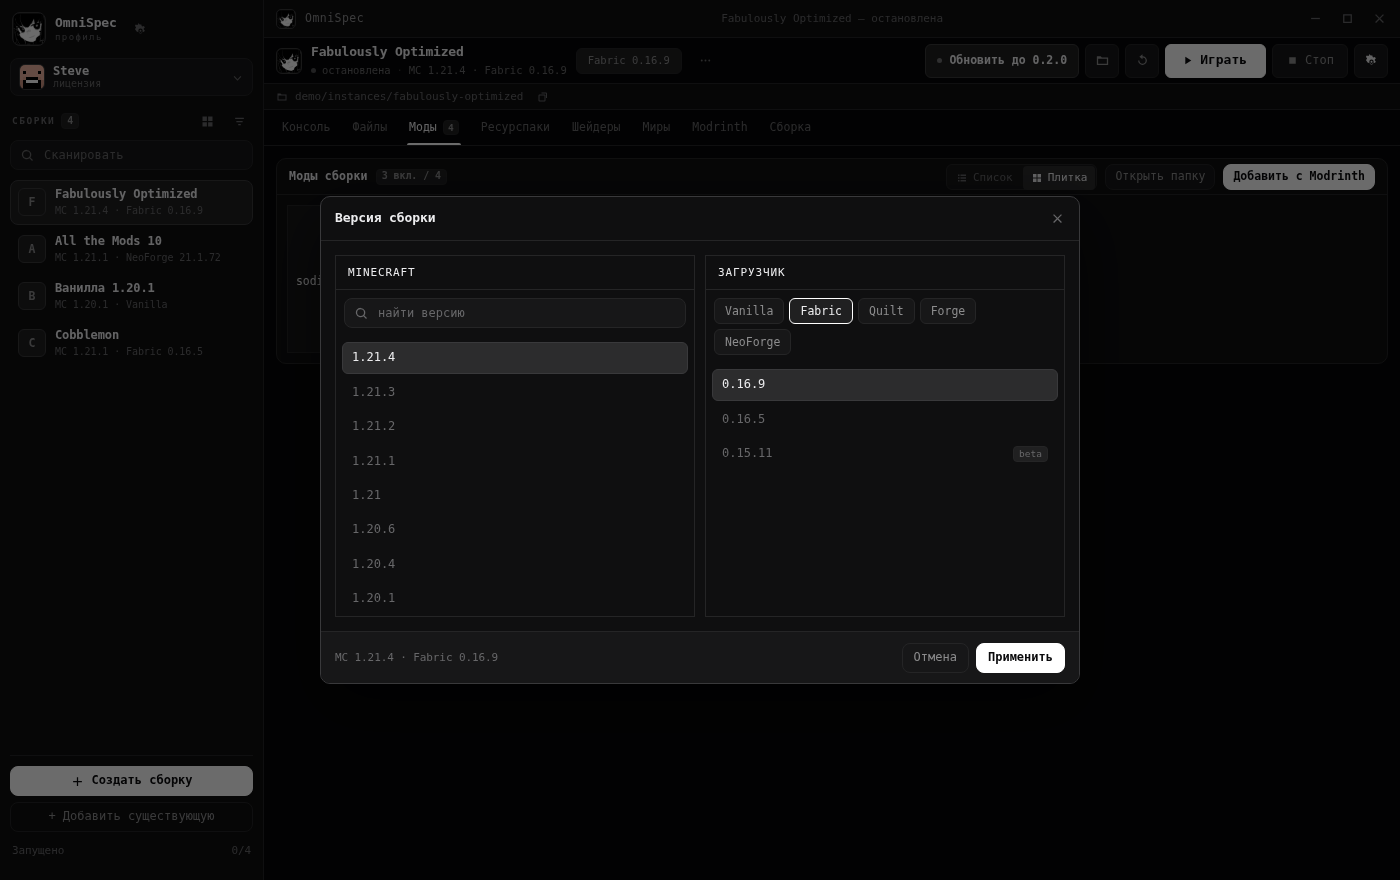 OmniSpec
профиль
Steve
лицензия
СБОРКИ 4
Сканировать
F Fabulously Optimized
MC 1.21.4 · Fabric 0.16.9
A All the Mods 10
MC 1.21.1 · NeoForge 21.1.72
В Ванилла 1.20.1
MC 1.20.1 · Vanilla
C Cobblemon
MC 1.21.1 · Fabric 0.16.5
+ Создать сборку
+ Добавить существующую
Запущено 0/4
OmniSpec
Fabulously Optimized — остановлена
Fabulously Optimized
остановлена · MC 1.21.4 · Fabric 0.16.9
Fabric 0.16.9
Обновить до 0.2.0
Играть
Стоп
demo/instances/fabulously-optimized
Консоль Файлы Моды 4 Ресурспаки Шейдеры Миры Modrinth Сборка
Моды сборки 3 вкл. / 4
Список Плитка Открыть папку Добавить с Modrinth
Версия сборки
MINECRAFT
найти версию
1.21.4
1.21.3
1.21.2
1.21.1
1.21
1.20.6
1.20.4
1.20.1
ЗАГРУЗЧИК
Vanilla Fabric Quilt Forge
NeoForge
0.16.9
0.16.5
0.15.11 beta
MC 1.21.4 · Fabric 0.16.9
Отмена Применить